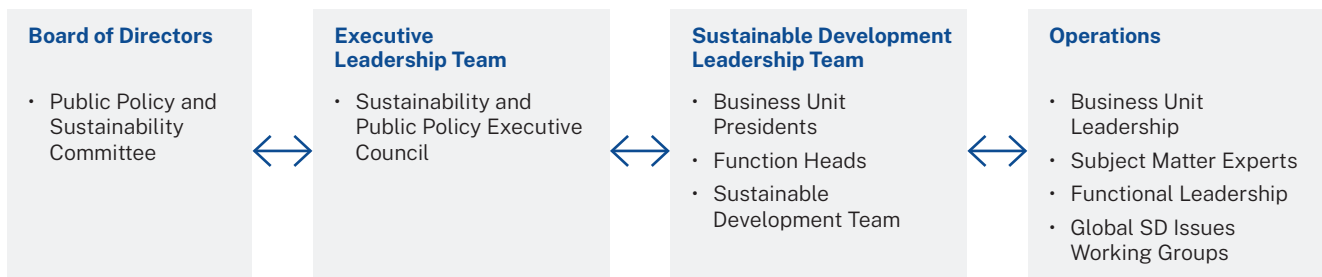 Board of Directors
• Public Policy and
Sustainability
Committee
Executive
Leadership Team
• Sustainability and
Public Policy Executive
Council
Sustainable Development
Leadership Team
• Business Unit
Presidents
• Function Heads
• Sustainable
Development Team
Operations
• Business Unit
Leadership
• Subject Matter Experts
• Functional Leadership
• Global SD Issues
Working Groups